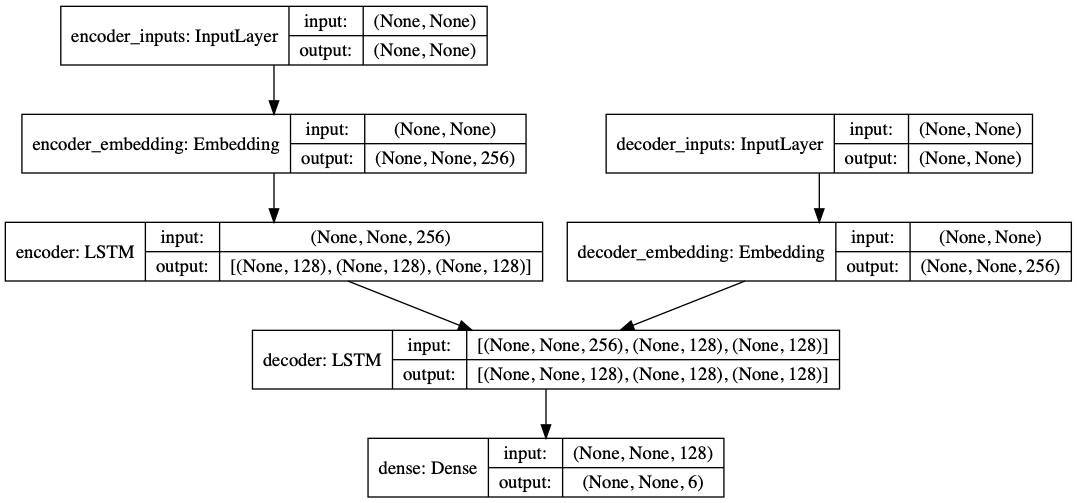 encoder_inputs: InputLayer
input: (None, None)
output: (None, None)
encoder_embedding: Embedding
input: (None, None)
output: (None, None, 256)
decoder_inputs: InputLayer
input: (None, None)
output: (None, None)
encoder: LSTM
input: (None, None, 256)
output: [(None, 128), (None, 128), (None, 128)]
decoder_embedding: Embedding
input: (None, None)
output: (None, None, 256)
decoder: LSTM
input: [(None, None, 256), (None, 128), (None, 128)]
output: [(None, None, 128), (None, 128), (None, 128)]
dense: Dense
input: (None, None, 128)
output: (None, None, 6)